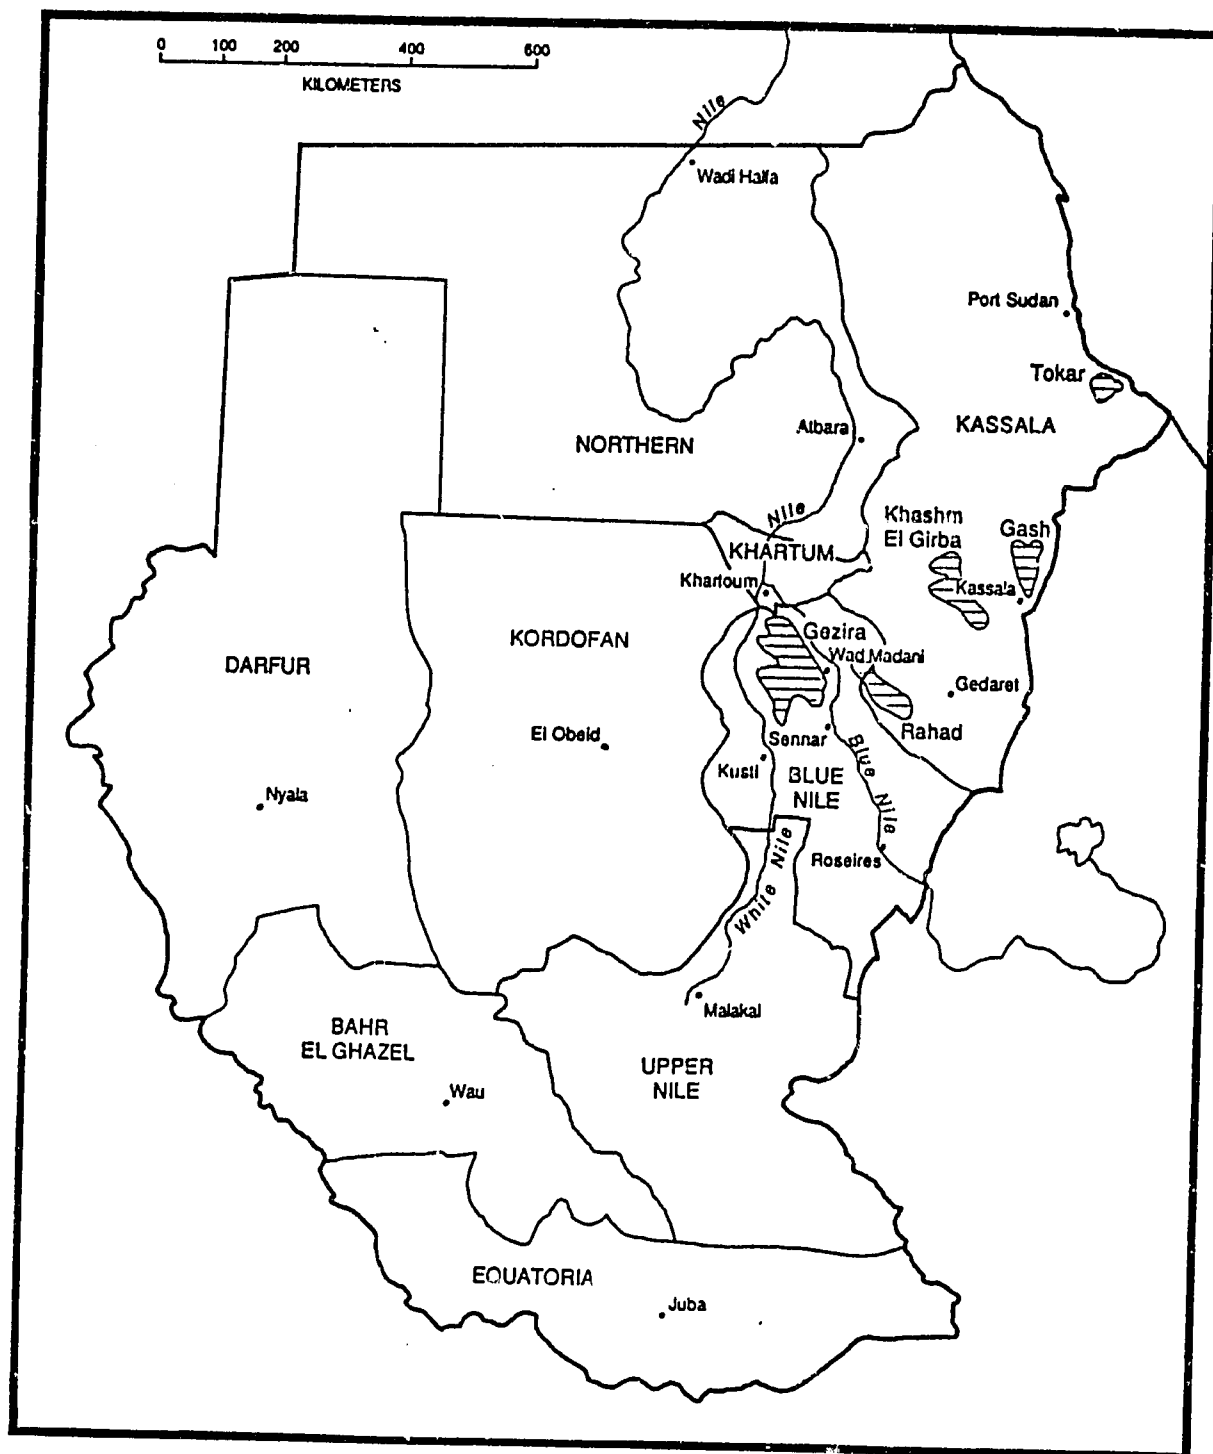 0 100 200 400 600
KILOMETERS
Nile
Wadi Halfa
Port Sudan
Tokar
KASSALA
Atbara
NORTHERN
Nile
Khashm
El Girba
Gash
KHARTUM
Khartoum
Kassala
Gezira
KORDOFAN
Wad Madani
DARFUR
Gedaref
Rahad
El Obeid
Sennar
Blue Nile
Kusti
BLUE
NILE
Nyala
Roseires
White Nile
Malakal
BAHR
EL GHAZEL
UPPER
NILE
Wau
EQUATORIA
Juba